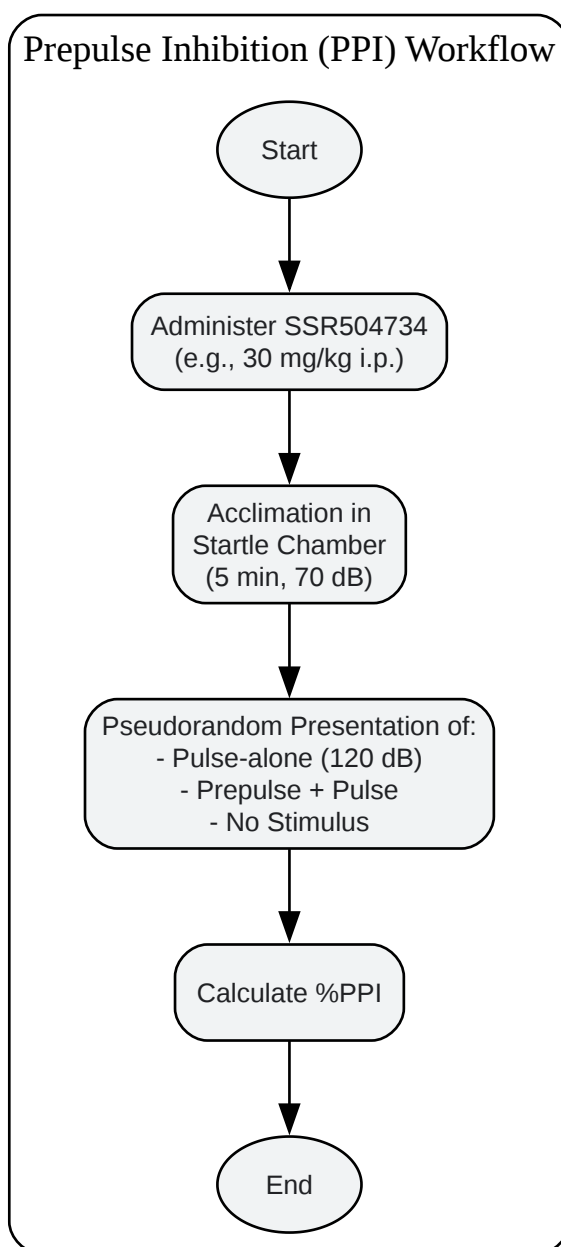 Prepulse Inhibition (PPI) Workflow
Start
Administer SSR504734
(e.g., 30 mg/kg i.p.)
Acclimation in
Startle Chamber
(5 min, 70 dB)
Pseudorandom Presentation of:
- Pulse-alone (120 dB)
- Prepulse + Pulse
- No Stimulus
Calculate %PPI
End